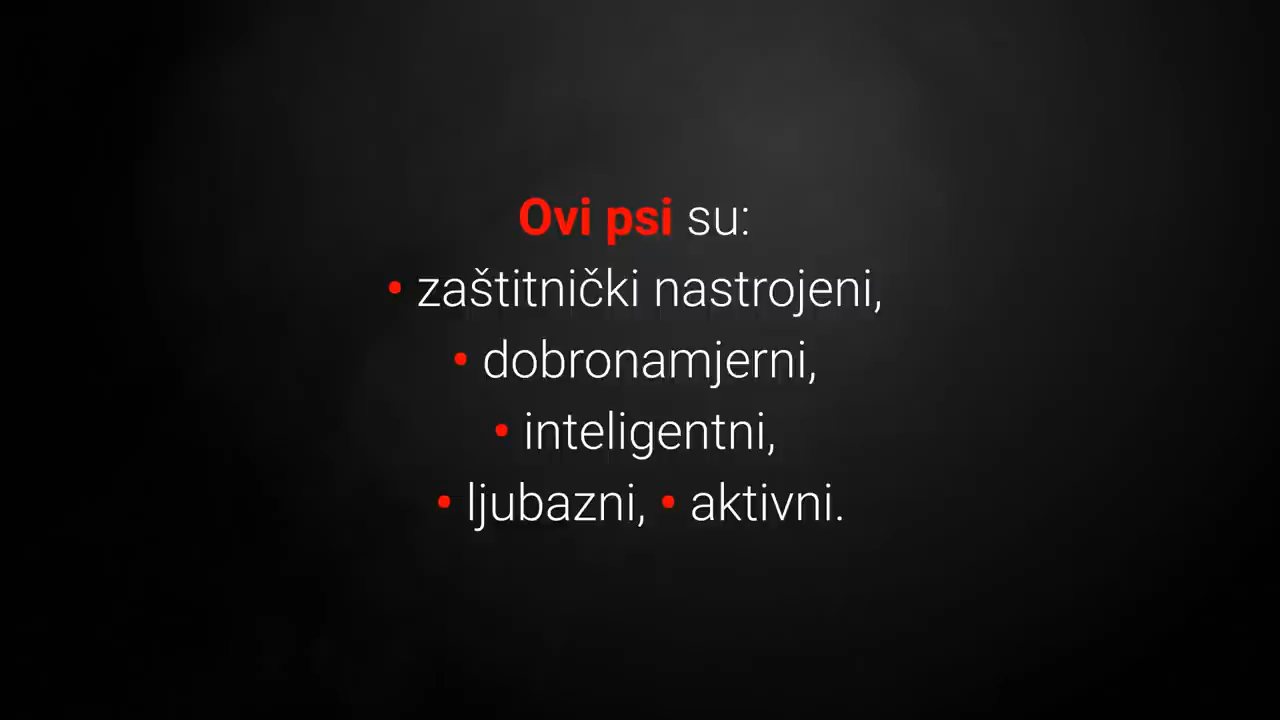 Ovi psi su:
• zaštitnički nastrojeni,
• dobronamjerni,
• inteligentni,
• ljubazni, • aktivni.